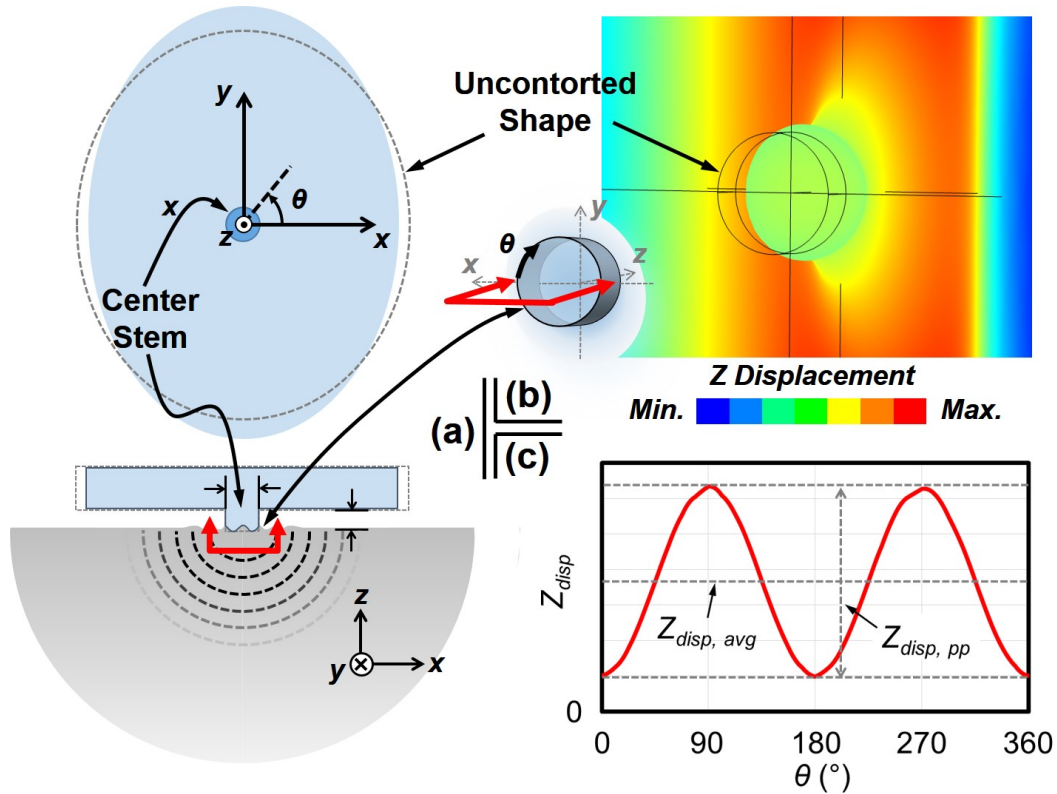 y
x
z
θ
x
Center
Stem
Uncontorted
Shape
y
θ
x
z
Z Displacement
Min.
Max.
(a)
(b)
(c)
z
y
x
Z_disp
Z_disp, avg
Z_disp, pp
0
0
90
180
270
360
θ (°)